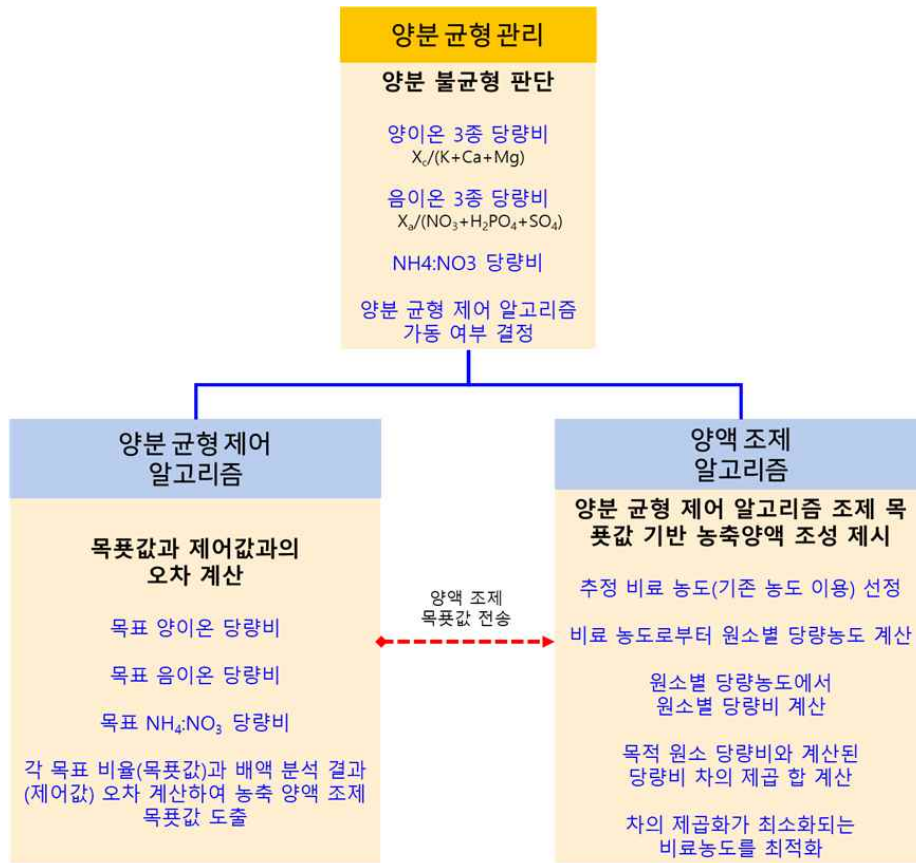 양분 균형 관리
양분 불균형 판단
양이온 3종 당량비
Xc/(K+Ca+Mg)
음이온 3종 당량비
Xa/(NO3+H2PO4+SO4)
NH4:NO3 당량비
양분 균형 제어 알고리즘
가동 여부 결정
양분 균형 제어
알고리즘
목푯값과 제어값과의
오차 계산
목표 양이온 당량비
목표 음이온 당량비
목표 NH4:NO3 당량비
각 목표 비율(목푯값)과 배액 분석 결과
(제어값) 오차 계산하여 농축 양액 조제
목푯값 도출
양액 조제
목푯값 전송
양액 조제
알고리즘
양분 균형 제어 알고리즘 조제 목
푯값 기반 농축양액 조성 제시
추정 비료 농도(기존 농도 이용) 선정
비료 농도로부터 원소별 당량농도 계산
원소별 당량농도에서
원소별 당량비 계산
목적 원소 당량비와 계산된
당량비 차의 제곱 합 계산
차의 제곱화가 최소화되는
비료농도를 최적화